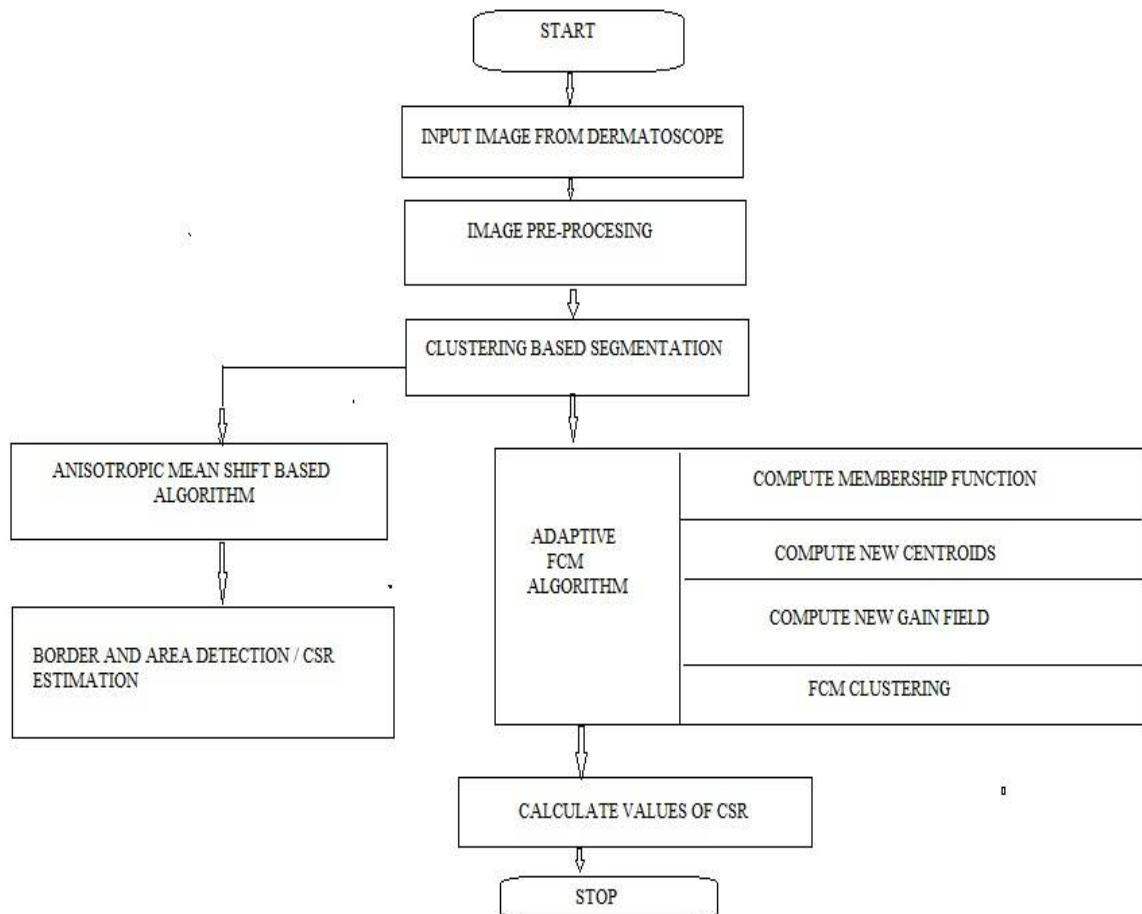 START
INPUT IMAGE FROM DERMATOSCOPE
IMAGE PRE-PROCESING
CLUSTERING BASED SEGMENTATION
ANISOTROPIC MEAN SHIFT BASED
ALGORITHM
BORDER AND AREA DETECTION / CSR
ESTIMATION
ADAPTIVE
FCM
ALGORITHM
COMPUTE MEMBERSHIP FUNCTION
COMPUTE NEW CENTROIDS
COMPUTE NEW GAIN FIELD
FCM CLUSTERING
CALCULATE VALUES OF CSR
STOP